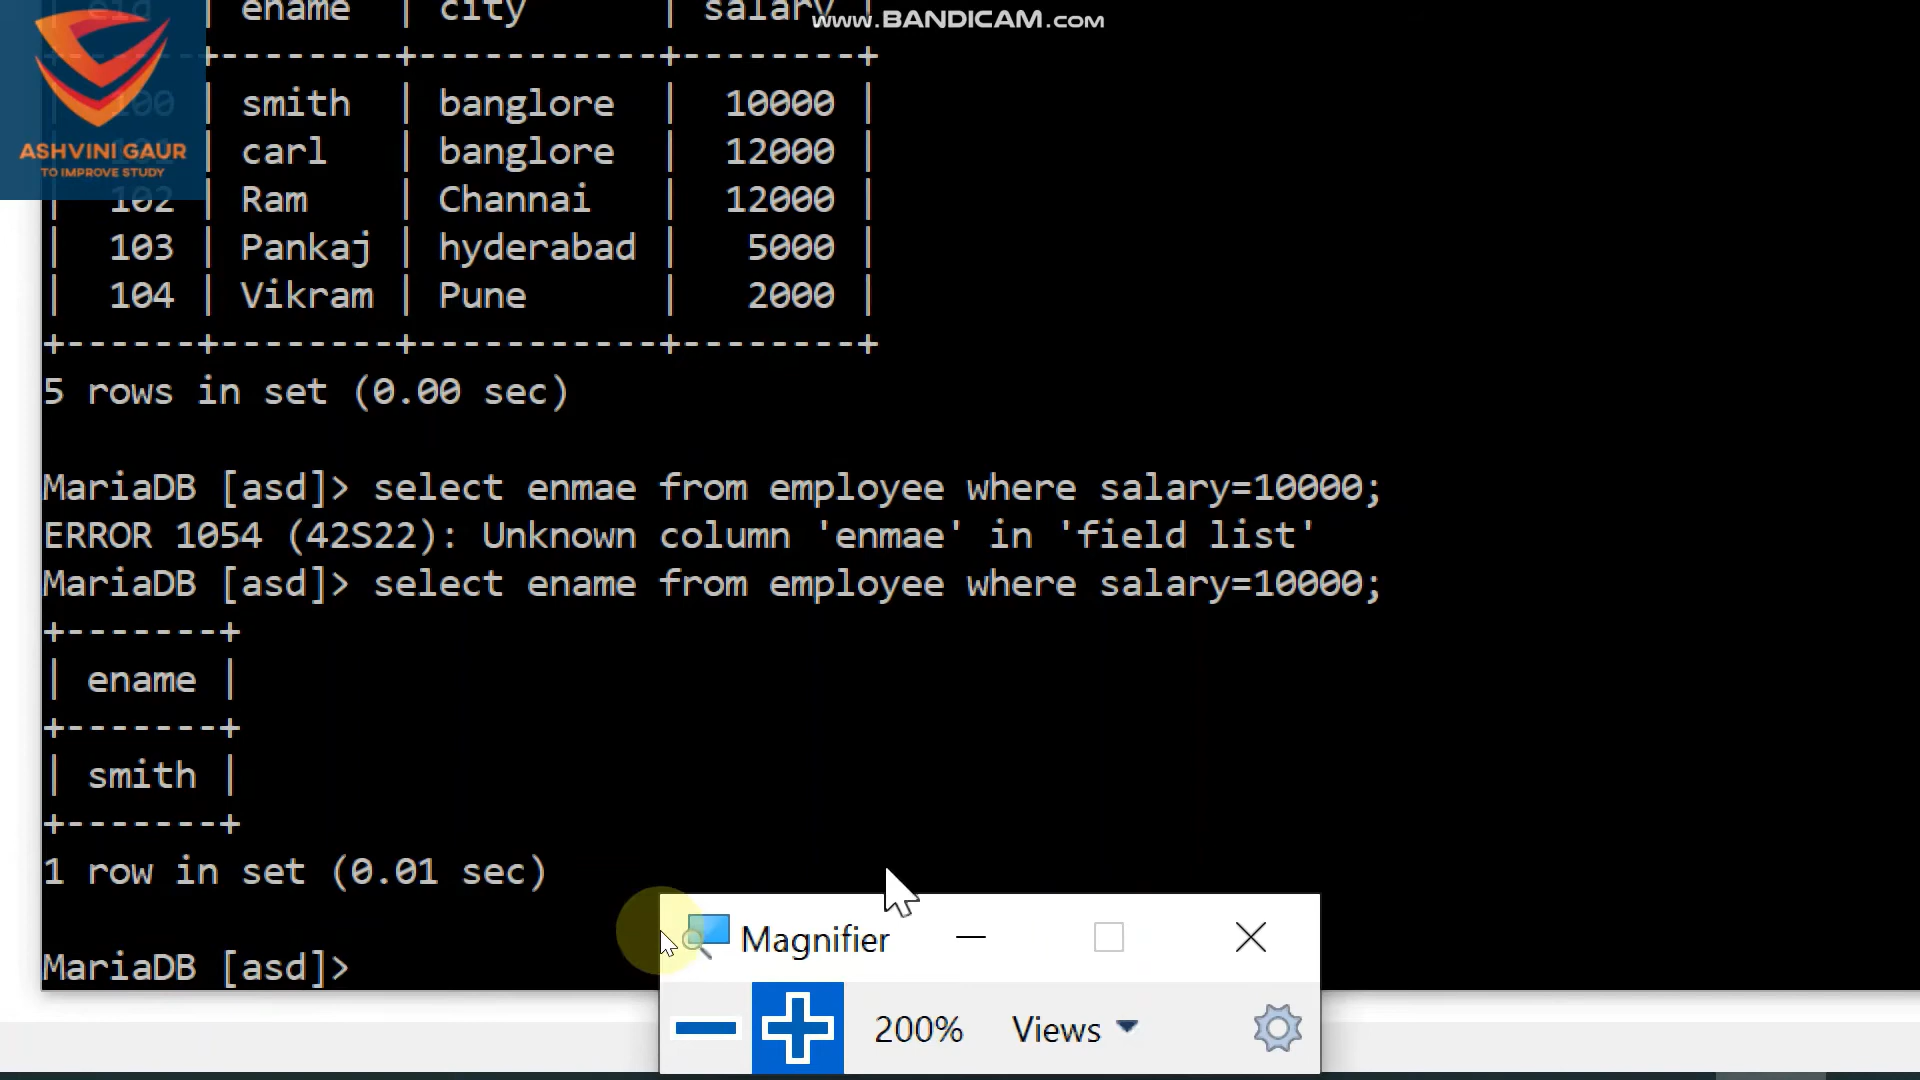 www.BANDICAM.com
| eid | ename | city | salary |
+------+--------+-----------+--------+
| 100 | smith | banglore | 10000 |
| 101 | carl | banglore | 12000 |
| 102 | Ram | Channai | 12000 |
| 103 | Pankaj | hyderabad | 5000 |
| 104 | Vikram | Pune | 2000 |
+------+--------+-----------+--------+
5 rows in set (0.00 sec)
MariaDB [asd]> select enmae from employee where salary=10000;
ERROR 1054 (42S22): Unknown column 'enmae' in 'field list'
MariaDB [asd]> select ename from employee where salary=10000;
+-------+
| ename |
+-------+
| smith |
+-------+
1 row in set (0.01 sec)
MariaDB [asd]>
ASHVINI GAUR
TO IMPROVE STUDY
Magnifier
200% Views